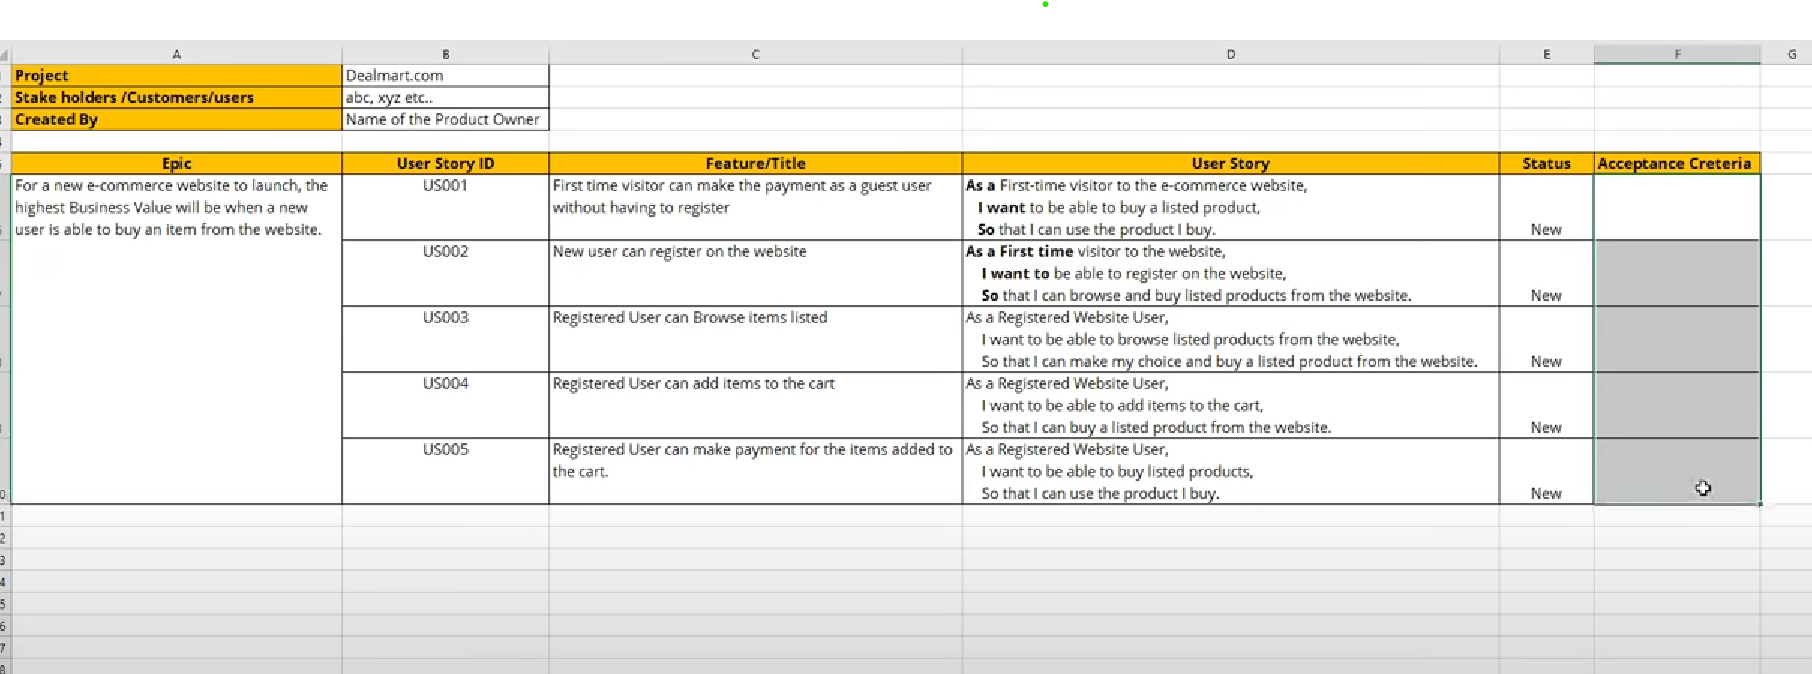 A B C D E F G
Project Dealmart.com
Stake holders /Customers/users abc, xyz etc..
Created By Name of the Product Owner
Epic User Story ID Feature/Title User Story Status Acceptance Creteria
For a new e-commerce website to launch, the
highest Business Value will be when a new
user is able to buy an item from the website.
US001
First time visitor can make the payment as a guest user
without having to register
As a First-time visitor to the e-commerce website,
I want to be able to buy a listed product,
So that I can use the product I buy.
New
US002
New user can register on the website
As a First time visitor to the website,
I want to be able to register on the website,
So that I can browse and buy listed products from the website.
New
US003
Registered User can Browse items listed
As a Registered Website User,
I want to be able to browse listed products from the website,
So that I can make my choice and buy a listed product from the website.
New
US004
Registered User can add items to the cart
As a Registered Website User,
I want to be able to add items to the cart,
So that I can buy a listed product from the website.
New
US005
Registered User can make payment for the items added to
the cart.
As a Registered Website User,
I want to be able to buy listed products,
So that I can use the product I buy.
New